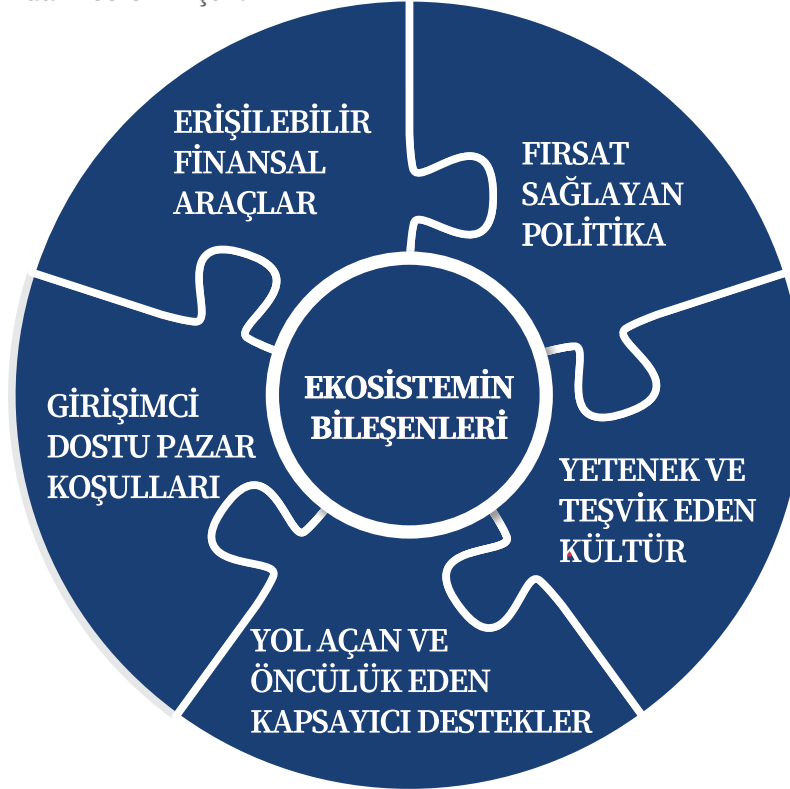 ERİŞİLEBİLİR
FİNANSAL
ARAÇLAR
FIRSAT
SAĞLAYAN
POLİTİKA
EKOSİSTEMİN
BİLEŞENLERİ
GİRİŞİMCİ
DOSTU PAZAR
KOŞULLARI
YETENEK VE
TEŞVİK EDEN
KÜLTÜR
YOL AÇAN VE
ÖNCÜLÜK EDEN
KAPSAYICI DESTEKLER